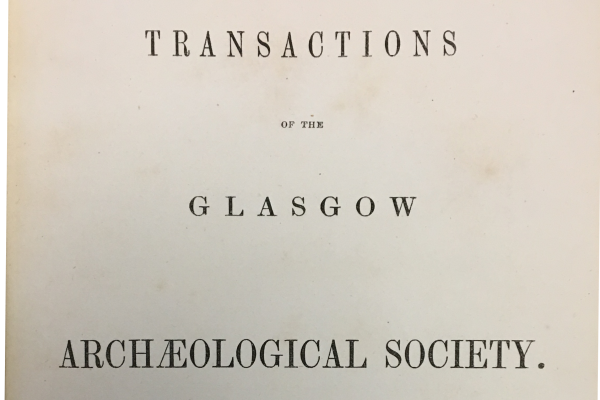 TRANSACTIONS
OF THE
GLASGOW
ARCHÆOLOGICAL SOCIETY.